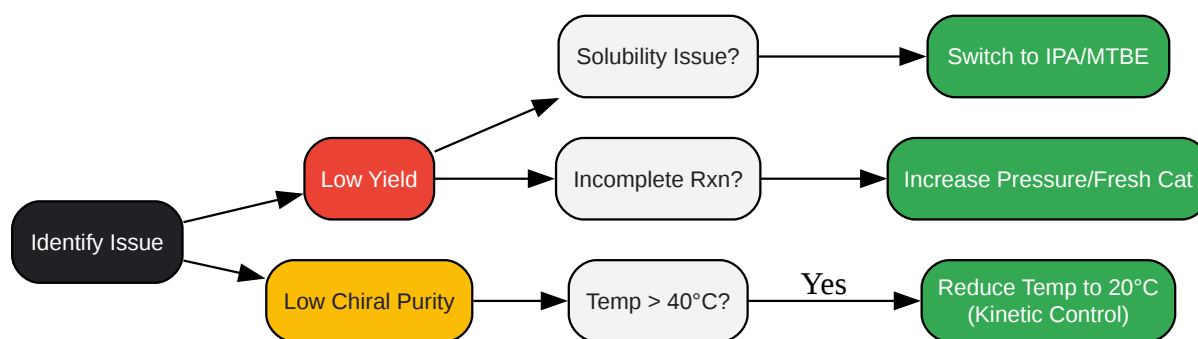 Solubility Issue?
Switch to IPA/MTBE
Low Yield
Incomplete Rxn?
Increase Pressure/Fresh Cat
Identify Issue
Low Chiral Purity
Temp > 40°C?
Yes
Reduce Temp to 20°C
(Kinetic Control)